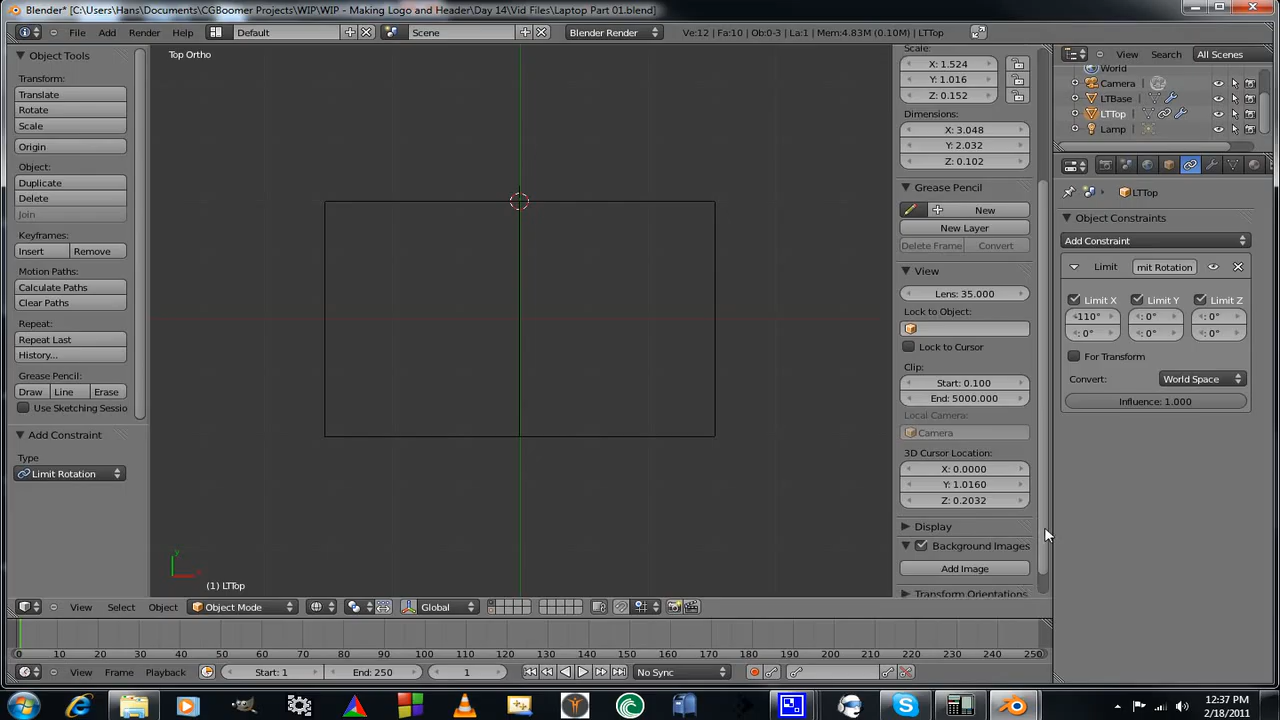 Blender* [C:\Users\Hans\Documents\CGBoomer Projects\WIP\WIP - Making Logo and Header\Day 14\Vid Files\Laptop Part 01.blend]
File Add Render Help Default Scene Blender Render Ve:12 | Fa:10 | Ob:0-3 | La:1 | Mem:4.83M (0.10M) | LTTop
Object Tools
Transform:
Translate
Rotate
Scale
Origin
Object:
Duplicate
Delete
Join
Keyframes:
Insert Remove
Motion Paths:
Calculate Paths
Clear Paths
Repeat:
Repeat Last
History...
Grease Pencil:
Draw Line Erase
Use Sketching Sessio
Add Constraint
Type
Limit Rotation
Top Ortho
y
x
(1) LTTop
View Select Object Object Mode Global
Scale:
X: 1.524
Y: 1.016
Z: 0.152
Dimensions:
X: 3.048
Y: 2.032
Z: 0.102
Grease Pencil
New
New Layer
Delete Frame Convert
View
Lens: 35.000
Lock to Object:
Lock to Cursor
Clip:
Start: 0.100
End: 5000.000
Local Camera:
Camera
3D Cursor Location:
X: 0.0000
Y: 1.0160
Z: 0.2032
Display
Background Images
Add Image
Transform Orientations
View Search All Scenes
World
Camera
LTBase
LTTop
Lamp
LTTop
Object Constraints
Add Constraint
Limit mit Rotation
Limit X Limit Y Limit Z
-110° : 0° : 0°
: 0° : 0° : 0°
For Transform
Convert: World Space
Influence: 1.000
0 10 20 30 40 50 60 70 80 90 100 110 120 130 140 150 160 170 180 190 200 210 220 230 240 250
View Frame Playback Start: 1 End: 250 1 No Sync
12:37 PM
2/18/2011